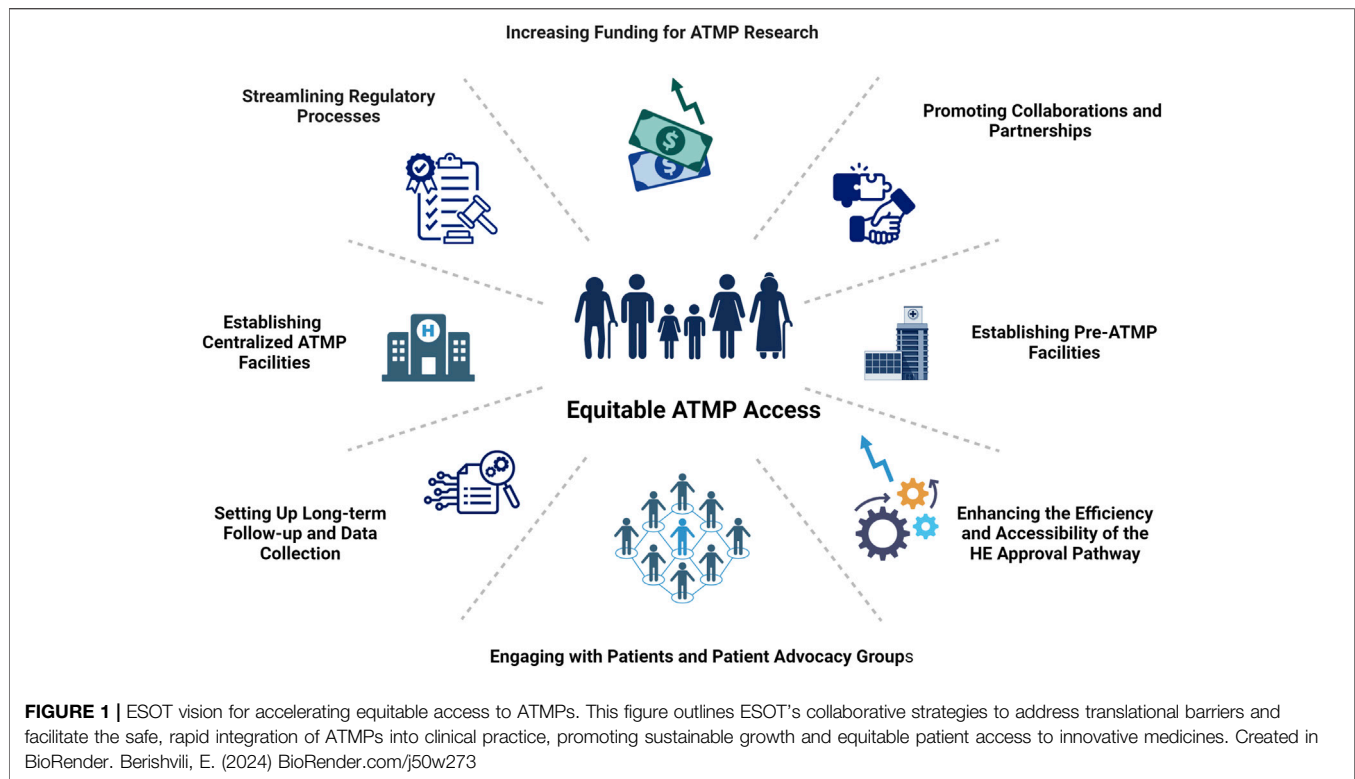 Increasing Funding for ATMP Research
Streamlining Regulatory
Processes
Promoting Collaborations and
Partnerships
Establishing
Centralized ATMP
Facilities
H
Establishing Pre-ATMP
Facilities
Equitable ATMP Access
Setting Up Long-term
Follow-up and Data
Collection
Enhancing the Efficiency
and Accessibility of the
HE Approval Pathway
Engaging with Patients and Patient Advocacy Groups
FIGURE 1 | ESOT vision for accelerating equitable access to ATMPs. This figure outlines ESOT's collaborative strategies to address translational barriers and
facilitate the safe, rapid integration of ATMPs into clinical practice, promoting sustainable growth and equitable patient access to innovative medicines. Created in
BioRender. Berishvili, E. (2024) BioRender.com/j50w273